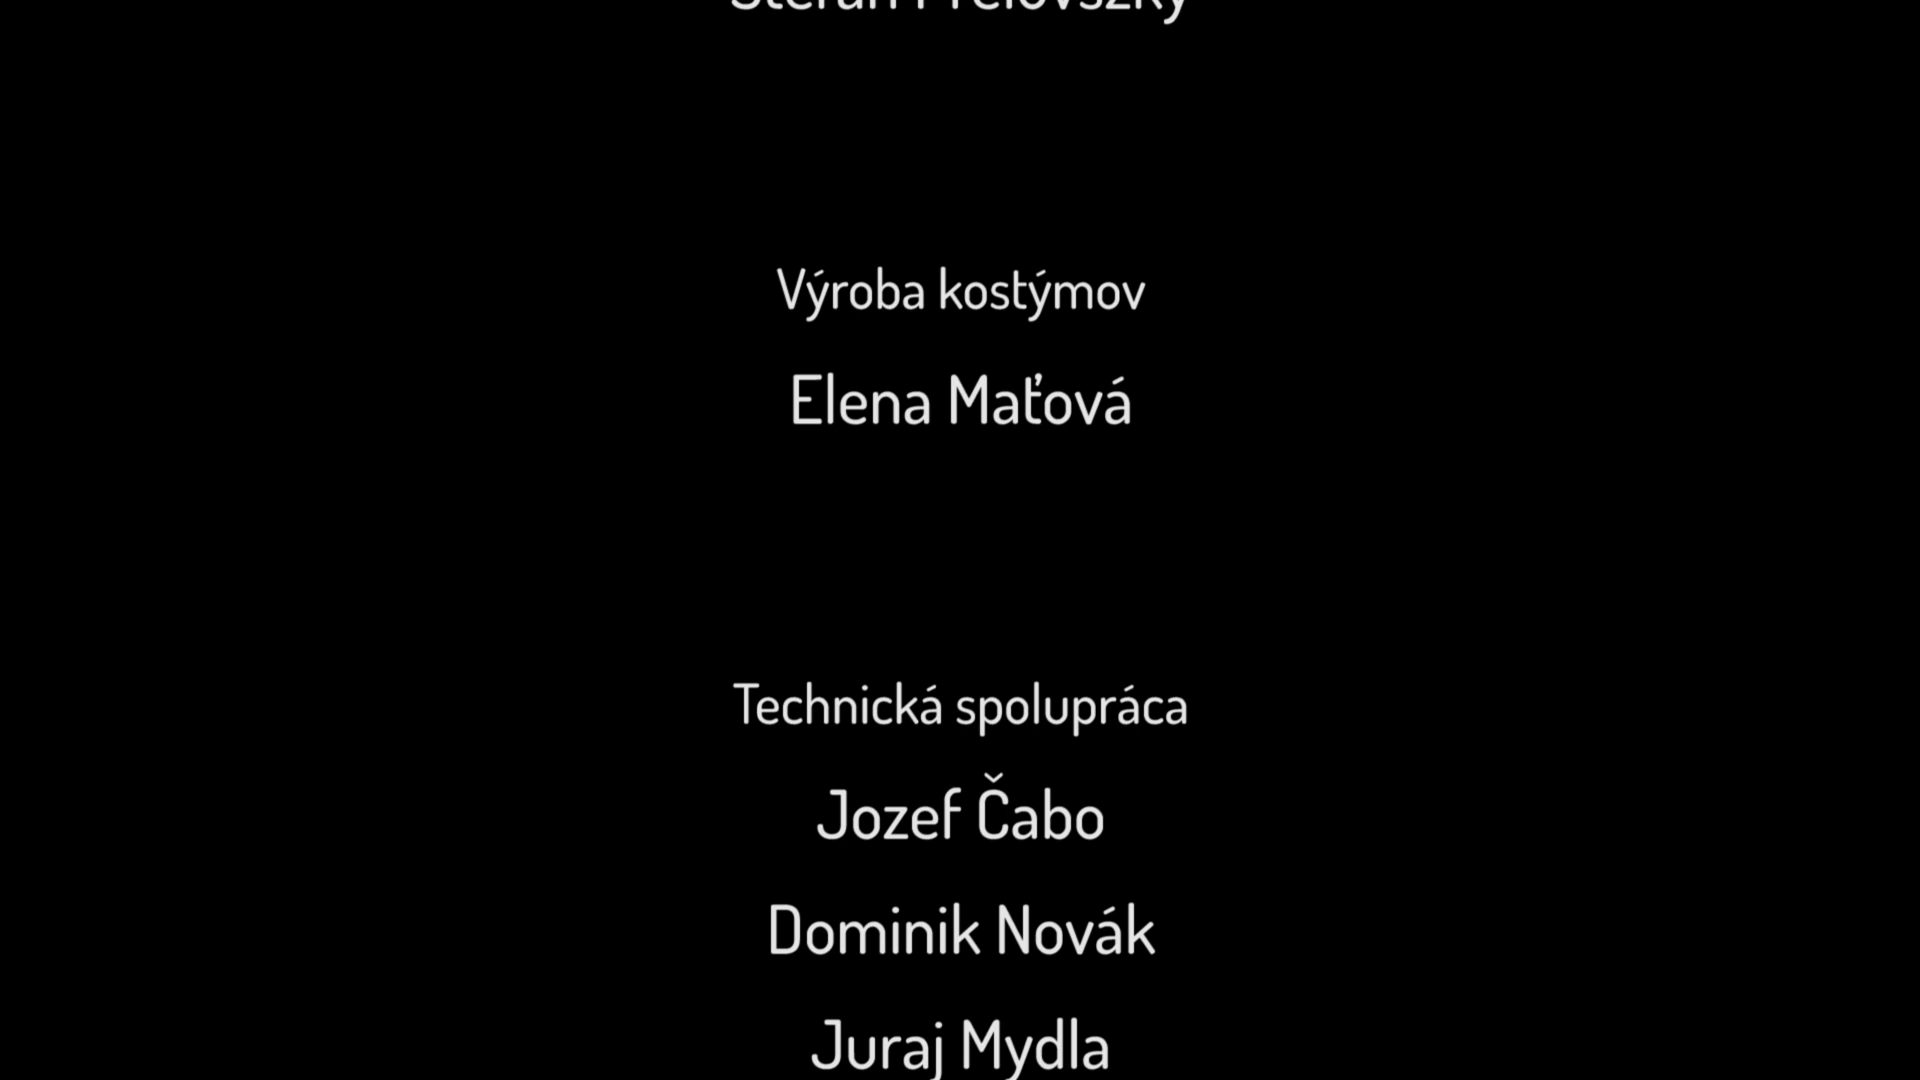 Výroba kostýmov
Elena Maťová
Technická spolupráca
Jozef Čabo
Dominik Novák
Juraj Mydla